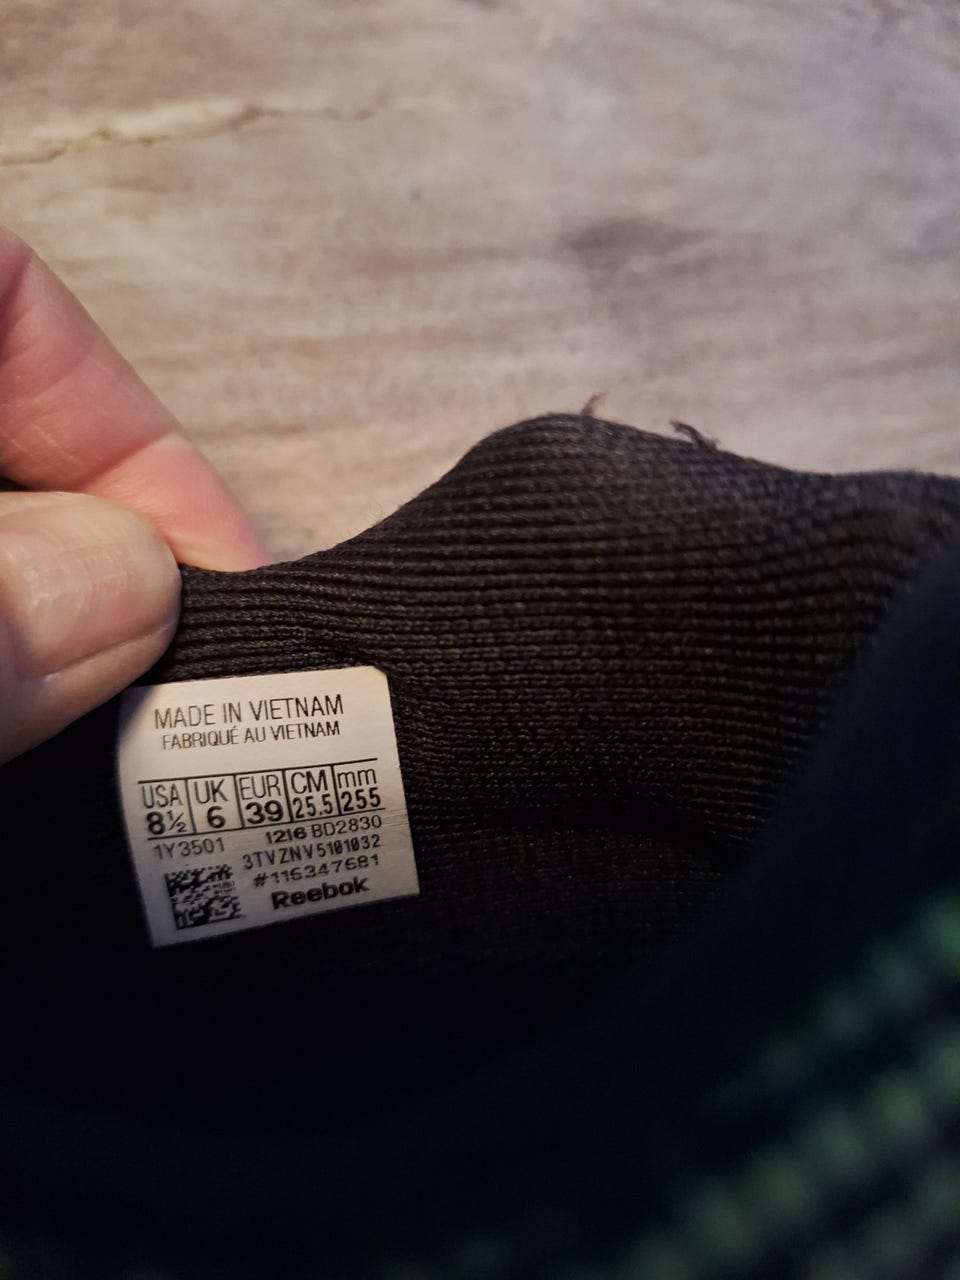 MADE IN VIETNAM
FABRIQUÉ AU VIETNAM
USA UK EUR CM mm
8½ 6 39 25.5 255
1Y3501 1216 BD2830
3TVZNV5101032
#116347681
Reebok